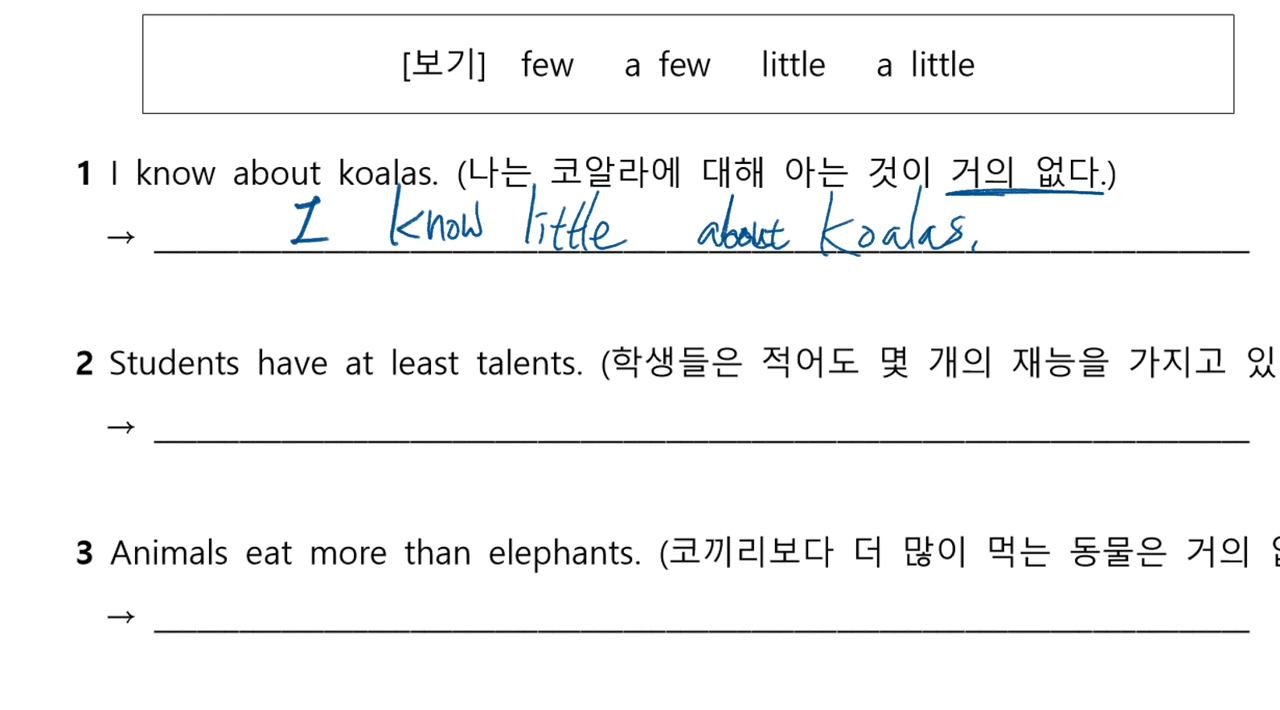 [보기] few a few little a little
1 I know about koalas. (나는 코알라에 대해 아는 것이 거의 없다.)
→ I know little about koalas.
2 Students have at least talents. (학생들은 적어도 몇 개의 재능을 가지고 있
→
3 Animals eat more than elephants. (코끼리보다 더 많이 먹는 동물은 거의
→